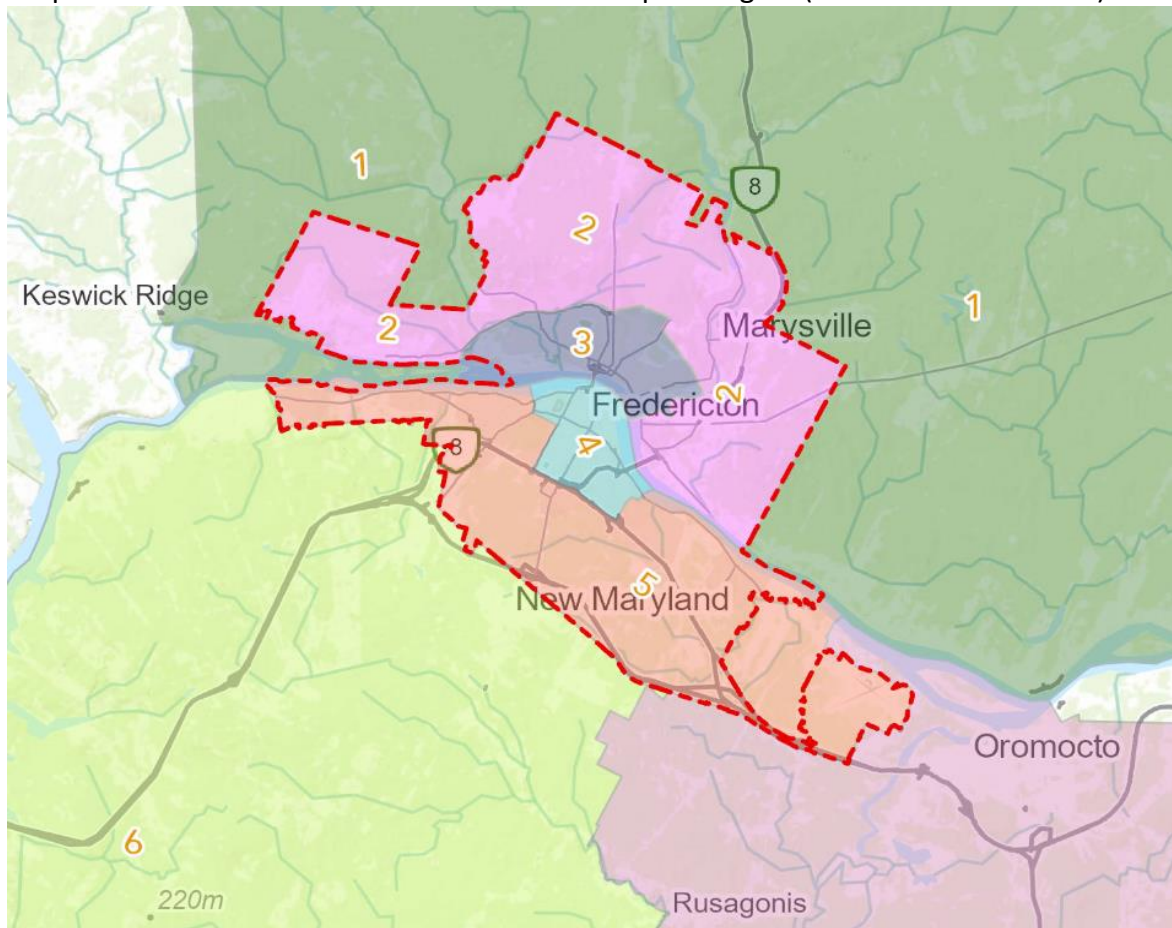 1
8
2
Keswick Ridge
1
2
3
Marysville
2
Fredericton
4
8
5
New Maryland
Oromocto
6
220m
Rusagonis